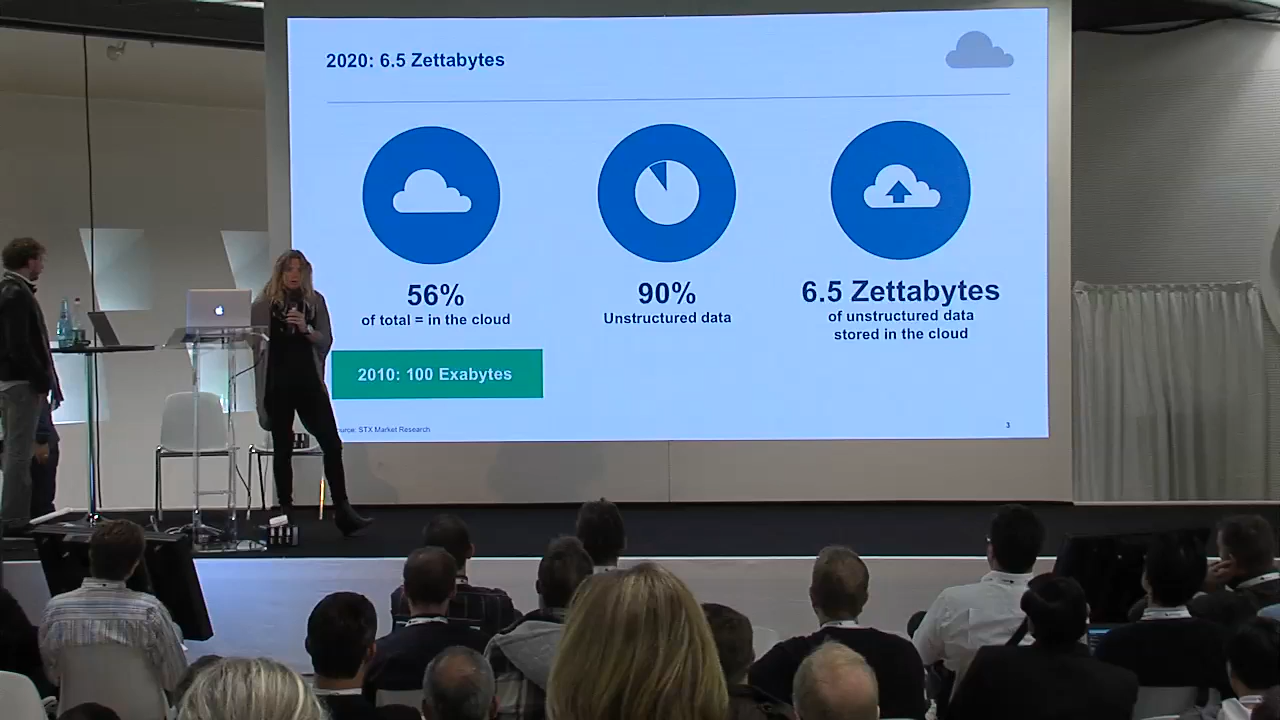 2020: 6.5 Zettabytes
56%
of total = in the cloud
90%
Unstructured data
6.5 Zettabytes
of unstructured data
stored in the cloud
2010: 100 Exabytes
STX Market Research
3